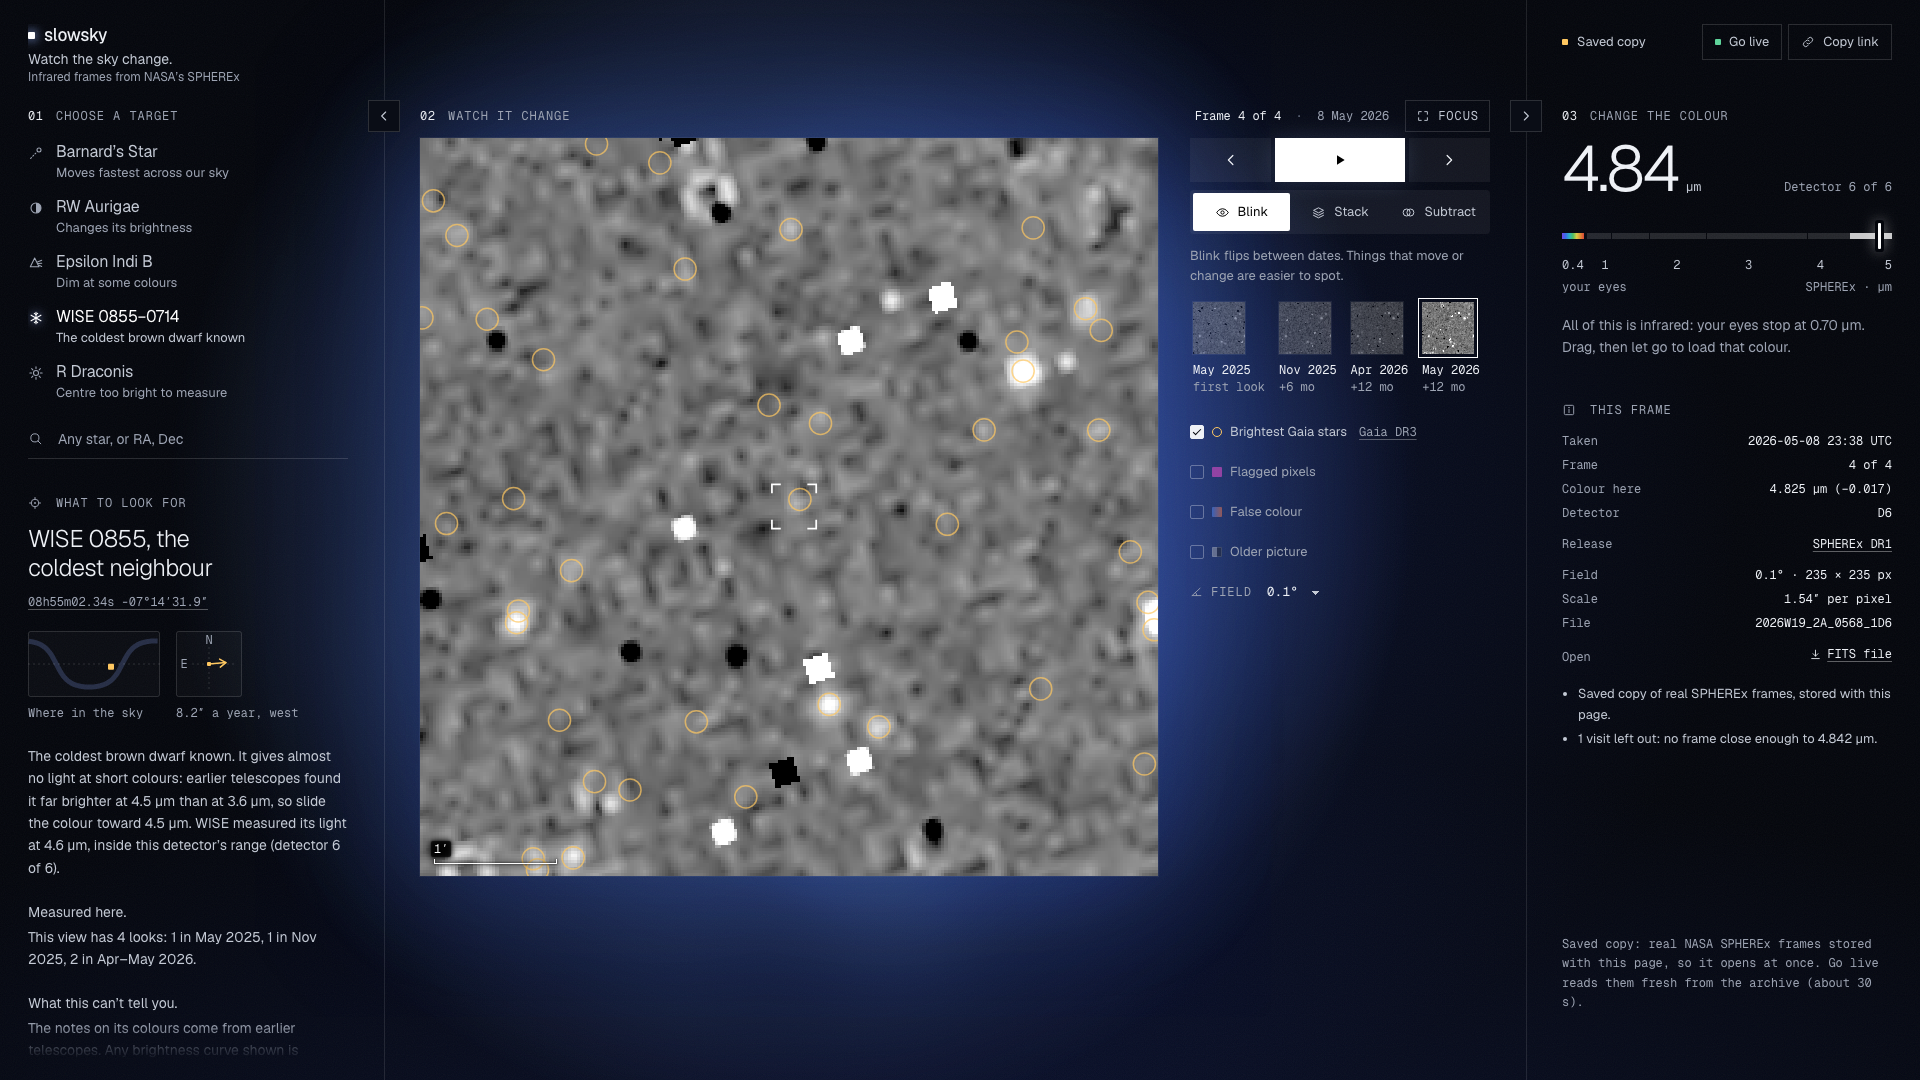 slowsky
Watch the sky change.
Infrared frames from NASA's SPHEREx
01 CHOOSE A TARGET
Barnard's Star
Moves fastest across our sky
RW Aurigae
Changes its brightness
Epsilon Indi B
Dim at some colours
WISE 0855−0714
The coldest brown dwarf known
R Draconis
Centre too bright to measure
Any star, or RA, Dec
WHAT TO LOOK FOR
WISE 0855, the
coldest neighbour
08h55m02.34s -07°14′31.9″
N
E
Where in the sky
8.2″ a year, west
The coldest brown dwarf known. It gives almost
no light at short colours: earlier telescopes found
it far brighter at 4.5 µm than at 3.6 µm, so slide
the colour toward 4.5 µm. WISE measured its light
at 4.6 µm, inside this detector's range (detector 6
of 6).
Measured here.
This view has 4 looks: 1 in May 2025, 1 in Nov
2025, 2 in Apr–May 2026.
What this can't tell you.
The notes on its colours come from earlier
telescopes. Any brightness curve shown is
02 WATCH IT CHANGE
Frame 4 of 4 · 8 May 2026
FOCUS
1′
Blink
Stack
Subtract
Blink flips between dates. Things that move or
change are easier to spot.
May 2025
first look
Nov 2025
+6 mo
Apr 2026
+12 mo
May 2026
+12 mo
Brightest Gaia stars Gaia DR3
Flagged pixels
False colour
Older picture
FIELD 0.1°
Saved copy
Go live
Copy link
03 CHANGE THE COLOUR
4.84 µm
Detector 6 of 6
0.4 1 2 3 4 5
your eyes SPHEREx · µm
All of this is infrared: your eyes stop at 0.70 µm.
Drag, then let go to load that colour.
THIS FRAME
Taken 2026-05-08 23:38 UTC
Frame 4 of 4
Colour here 4.825 µm (−0.017)
Detector D6
Release SPHEREx DR1
Field 0.1° · 235 × 235 px
Scale 1.54″ per pixel
File 2026W19_2A_0568_1D6
Open FITS file
• Saved copy of real SPHEREx frames, stored with this
page.
• 1 visit left out: no frame close enough to 4.842 µm.
Saved copy: real NASA SPHEREx frames stored
with this page, so it opens at once. Go live
reads them fresh from the archive (about 30
s).